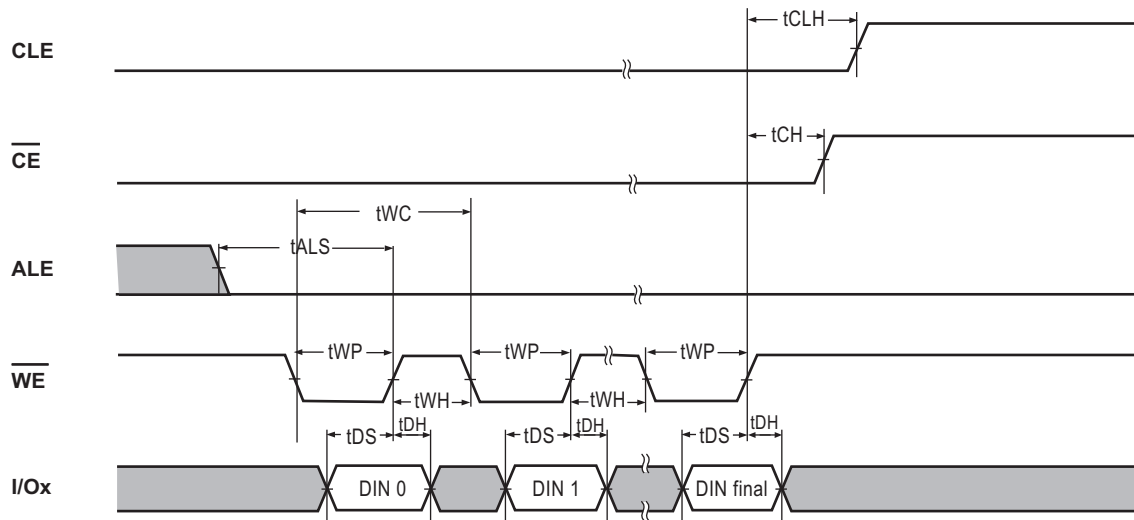 tCLH
CLE
tCH
CE
tWC
tALS
ALE
tWP tWP tWP
WE
tWH tWH
tDS tDH tDS tDH tDS tDH
I/Ox DIN 0 DIN 1 DIN final